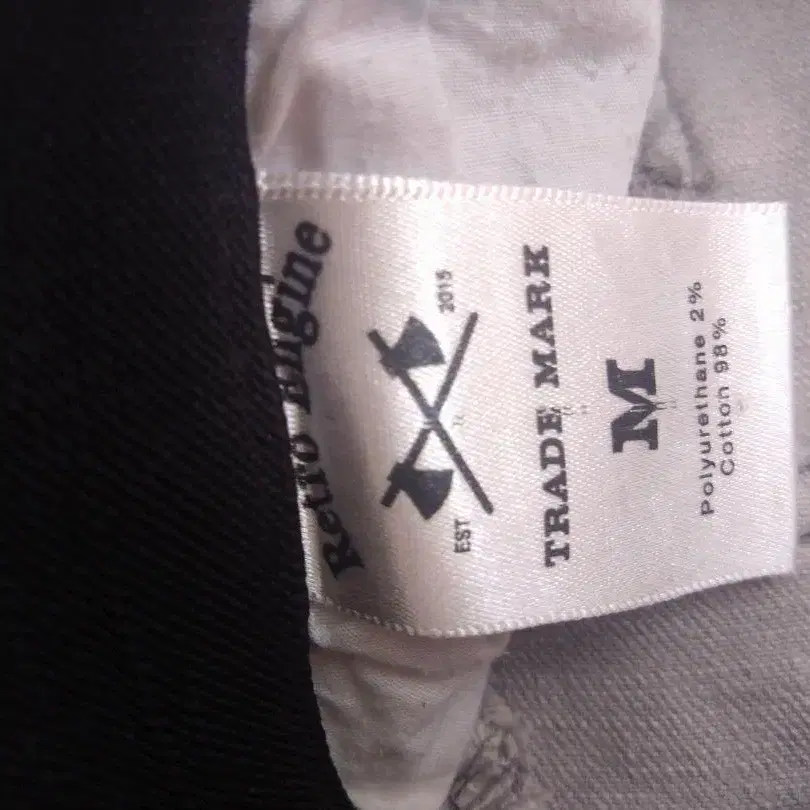 Retro Engine
EST 2015
TRADE MARK
M
Polyurethane 2%
Cotton 98%